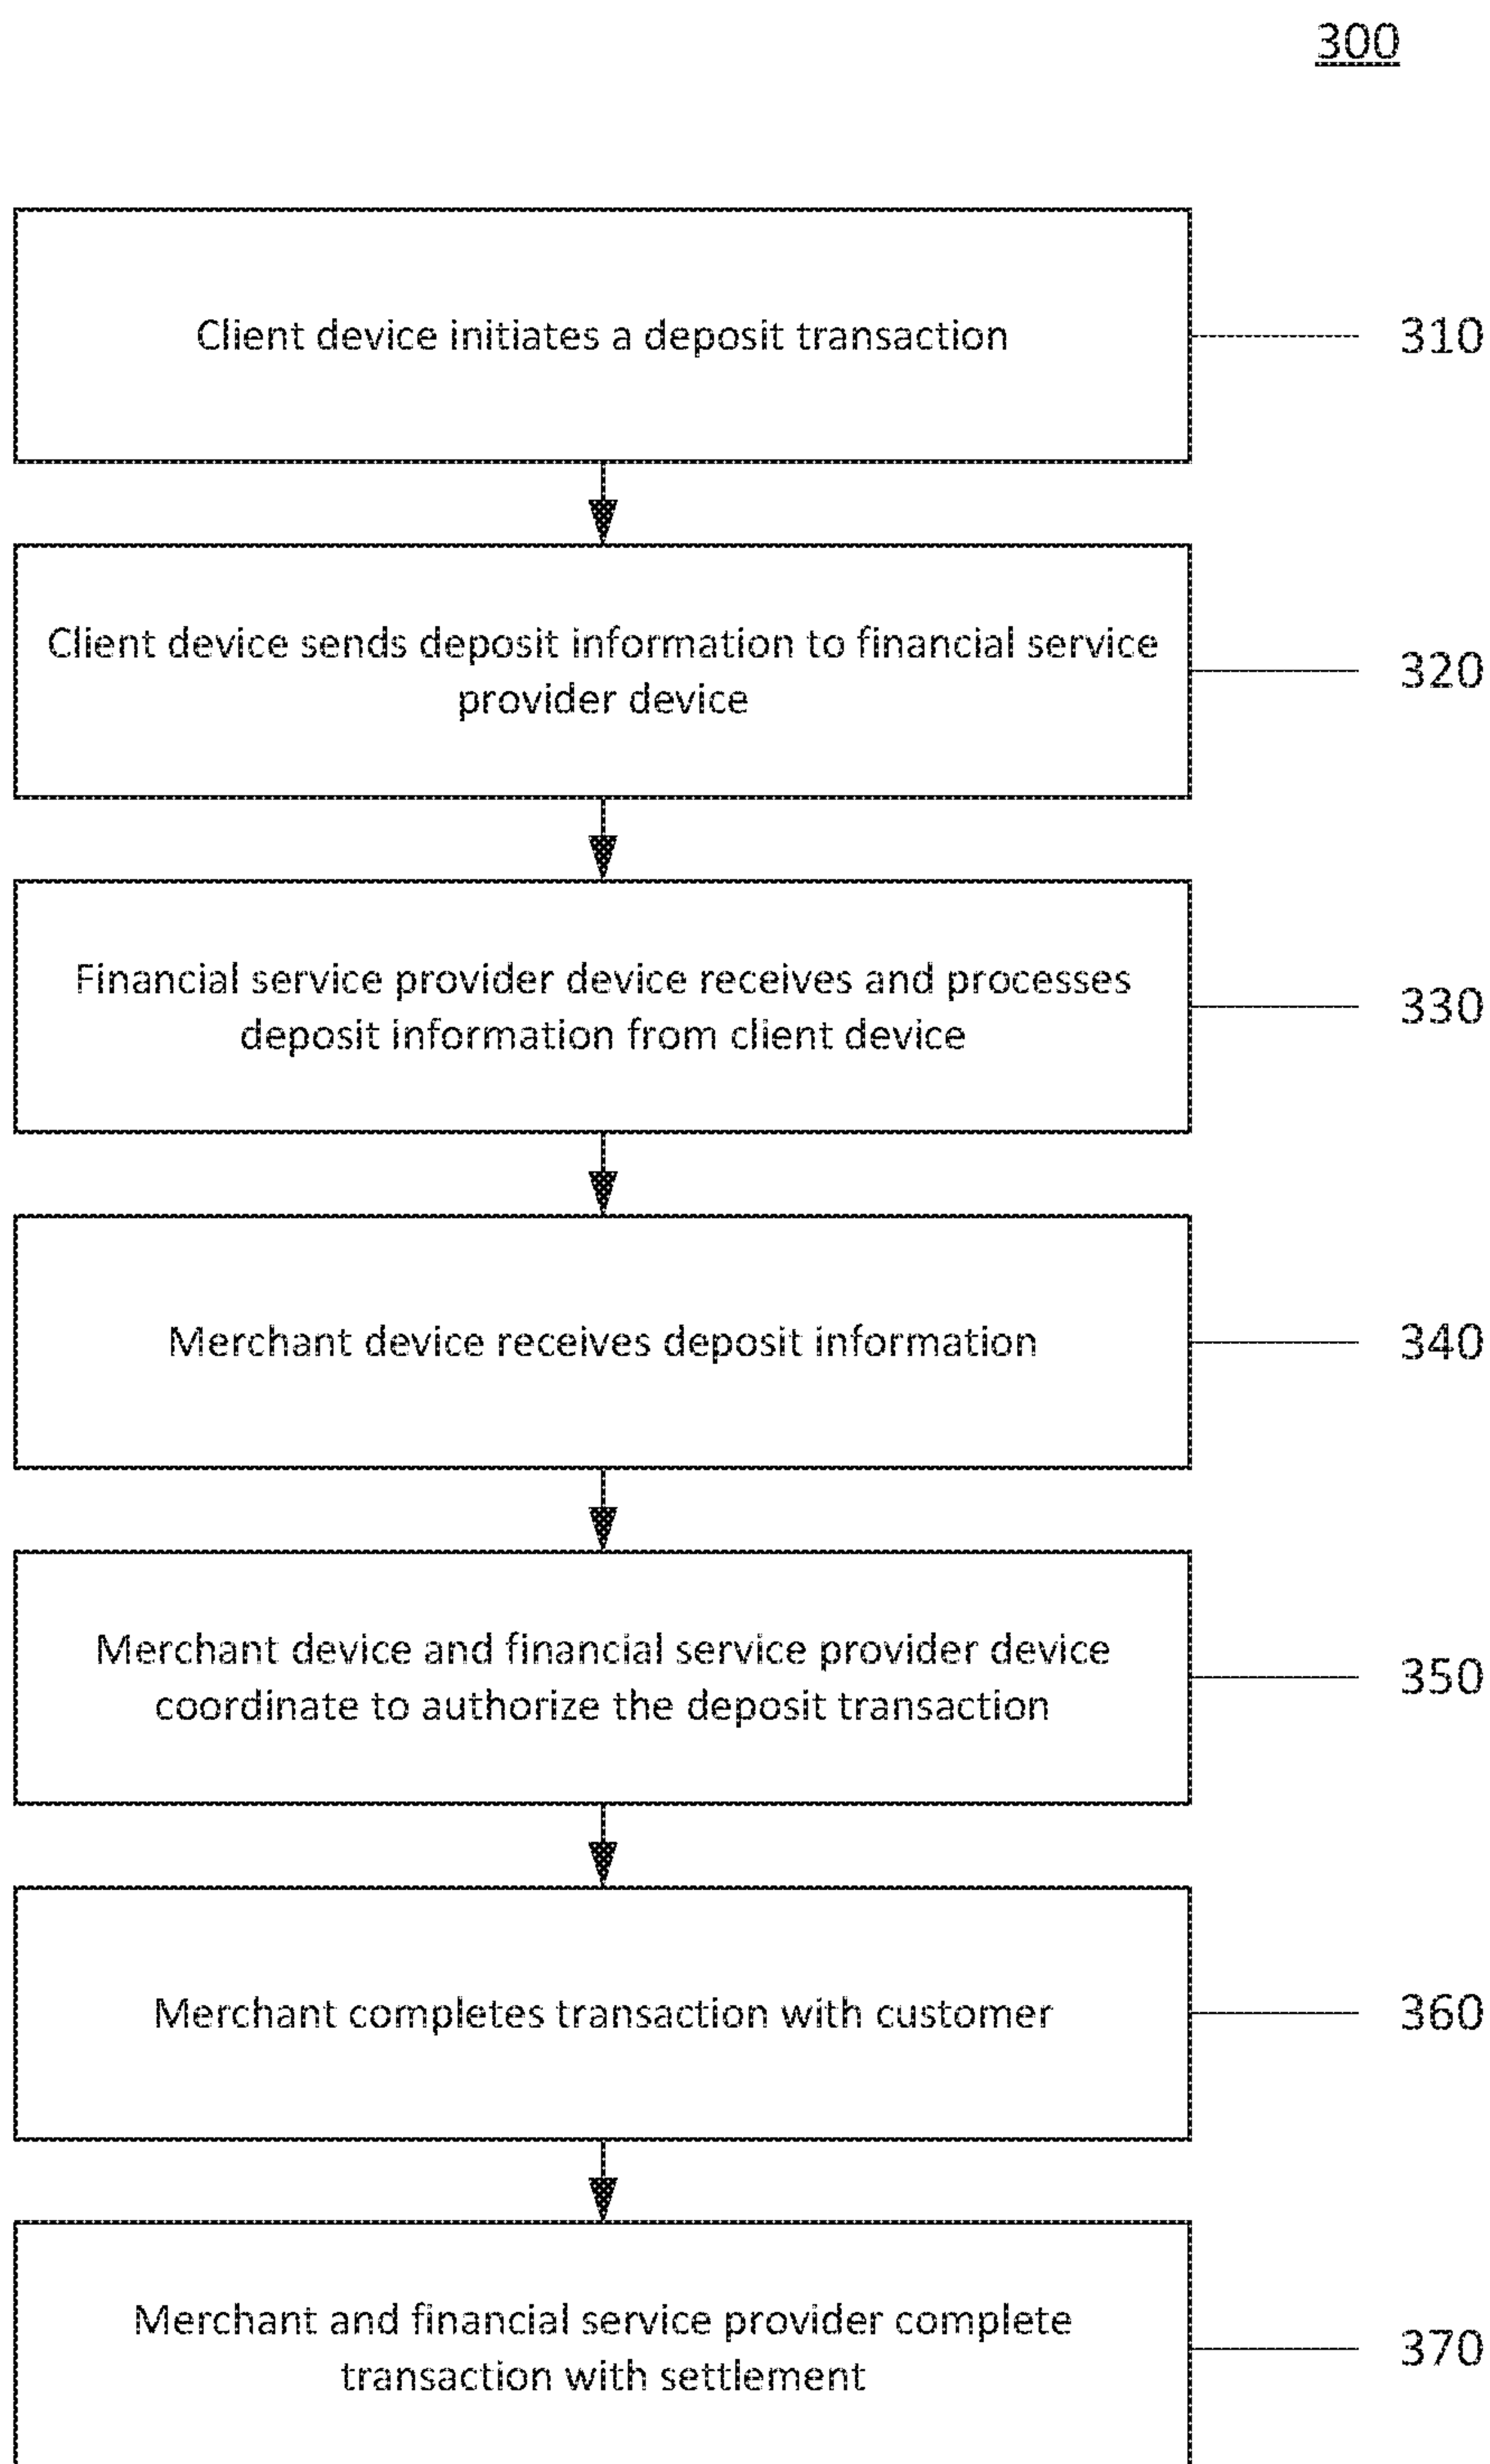 300
Client device initiates a deposit transaction
310
Client device sends deposit information to financial service
provider device
320
Financial service provider device receives and processes
deposit information from client device
330
Merchant device receives deposit information
340
Merchant device and financial service provider device
coordinate to authorize the deposit transaction
350
Merchant completes transaction with customer
360
Merchant and financial service provider complete
transaction with settlement
370